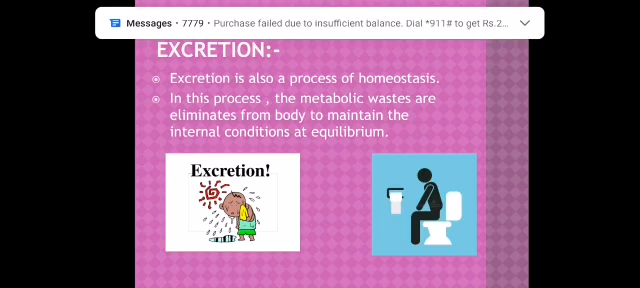 Messages • 7779 • Purchase failed due to insufficient balance. Dial *911# to get Rs.2...
EXCRETION:-
Excretion is also a process of homeostasis.
In this process , the metabolic wastes are
eliminates from body to maintain the
internal conditions at equilibrium.
Excretion!